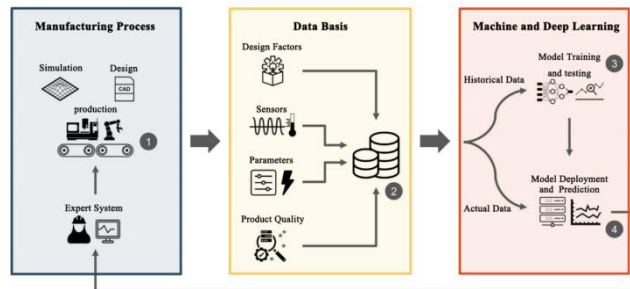 Manufacturing Process
Simulation
Design
CAD
production
1
Expert System
Data Basis
Design Factors
Sensors
Parameters
Product Quality
2
Machine and Deep Learning
Historical Data
Model Training
and testing
3
Actual Data
Model Deployment
and Prediction
4